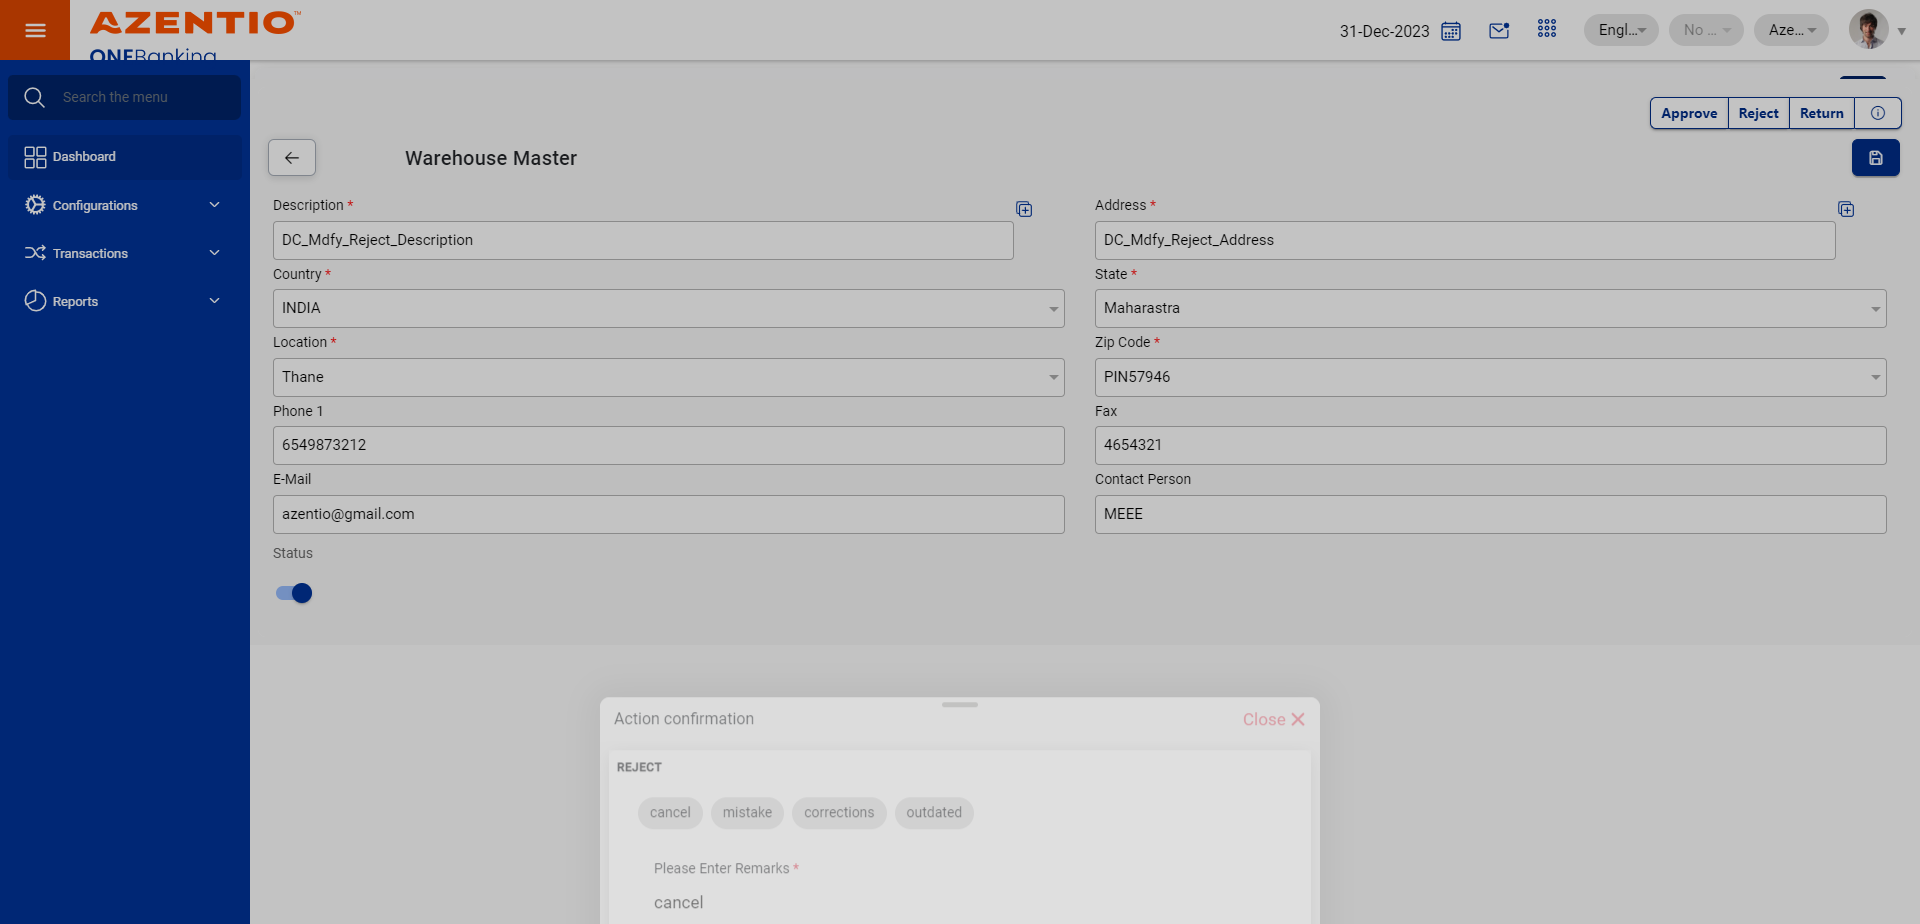 AZENTIO™
ONEBanking
31-Dec-2023
Engl...
No ...
Aze...
Search the menu
Dashboard
Configurations
Transactions
Reports
Approve
Reject
Return
Warehouse Master
Description *
Address *
DC_Mdfy_Reject_Description
DC_Mdfy_Reject_Address
Country *
State *
INDIA
Maharastra
Location *
Zip Code *
Thane
PIN57946
Phone 1
Fax
6549873212
4654321
E-Mail
Contact Person
azentio@gmail.com
MEEE
Status
Action confirmation
Close
REJECT
cancel
mistake
corrections
outdated
Please Enter Remarks *
cancel